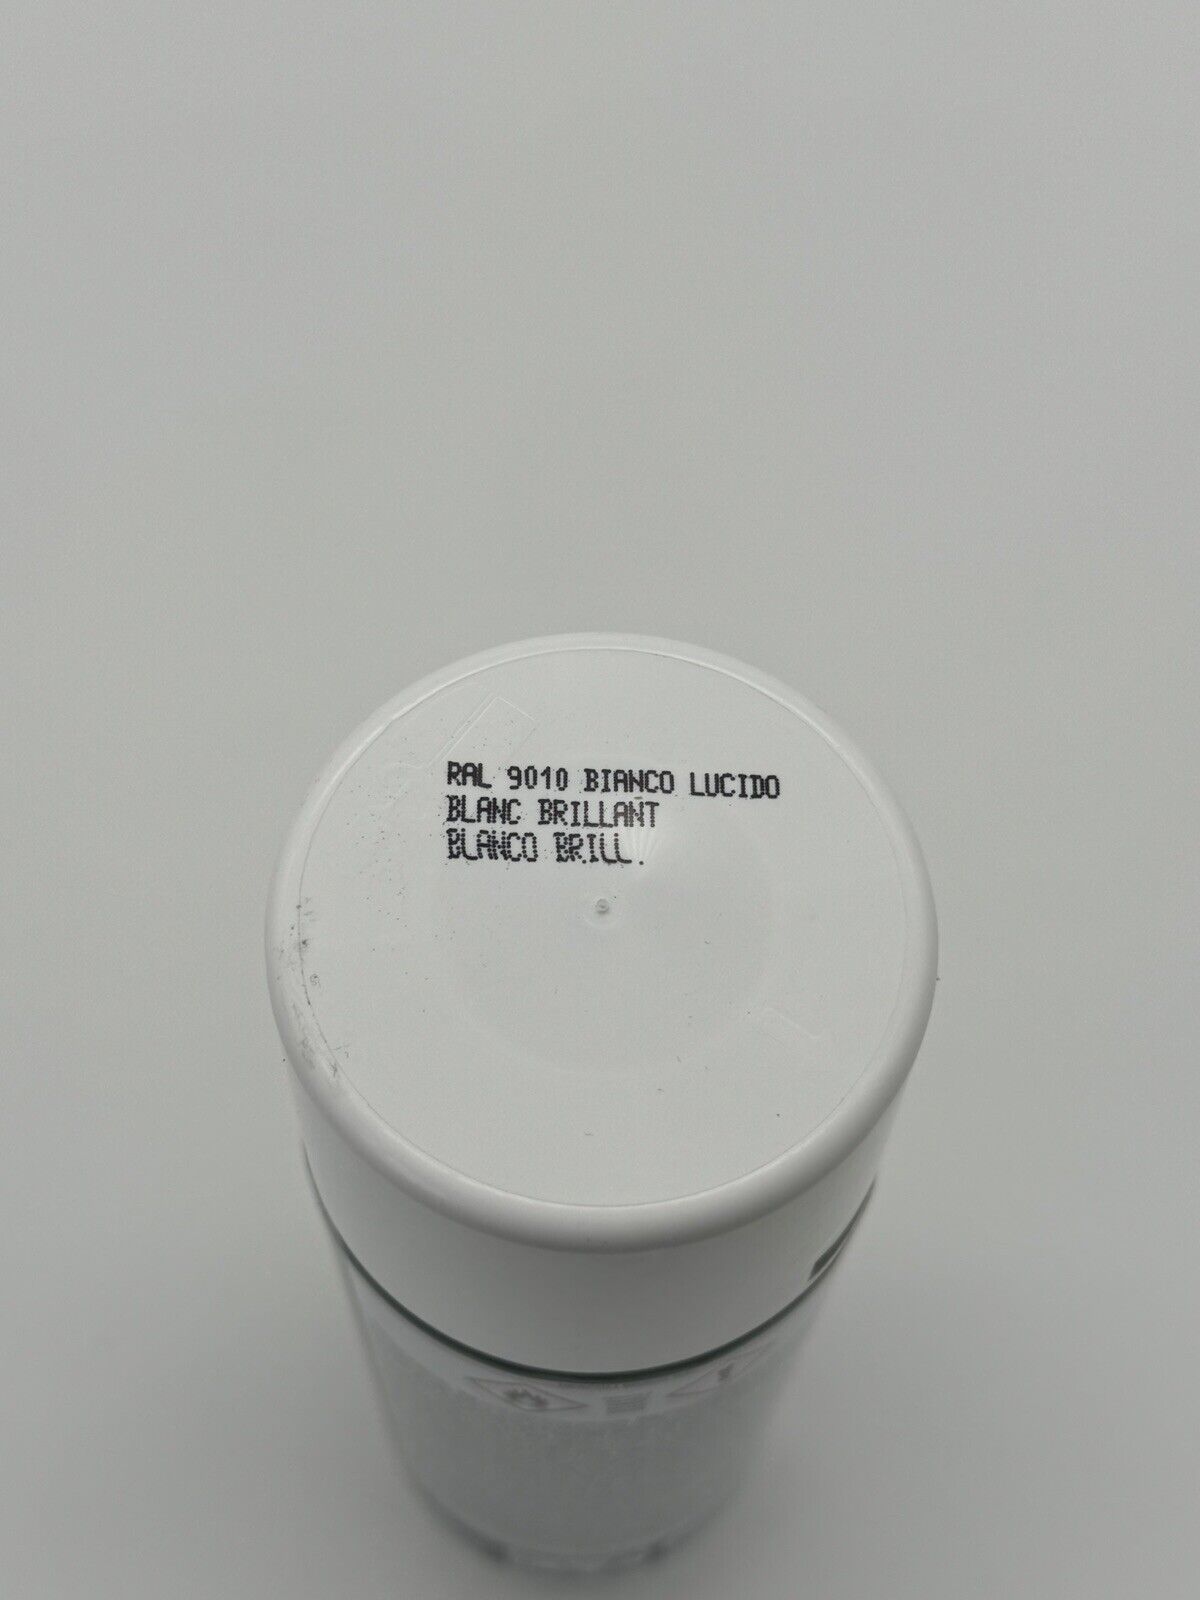 RAL 9010 BIANCO LUCIDO
BLANC BRILLANT
BLANCO BRILL.